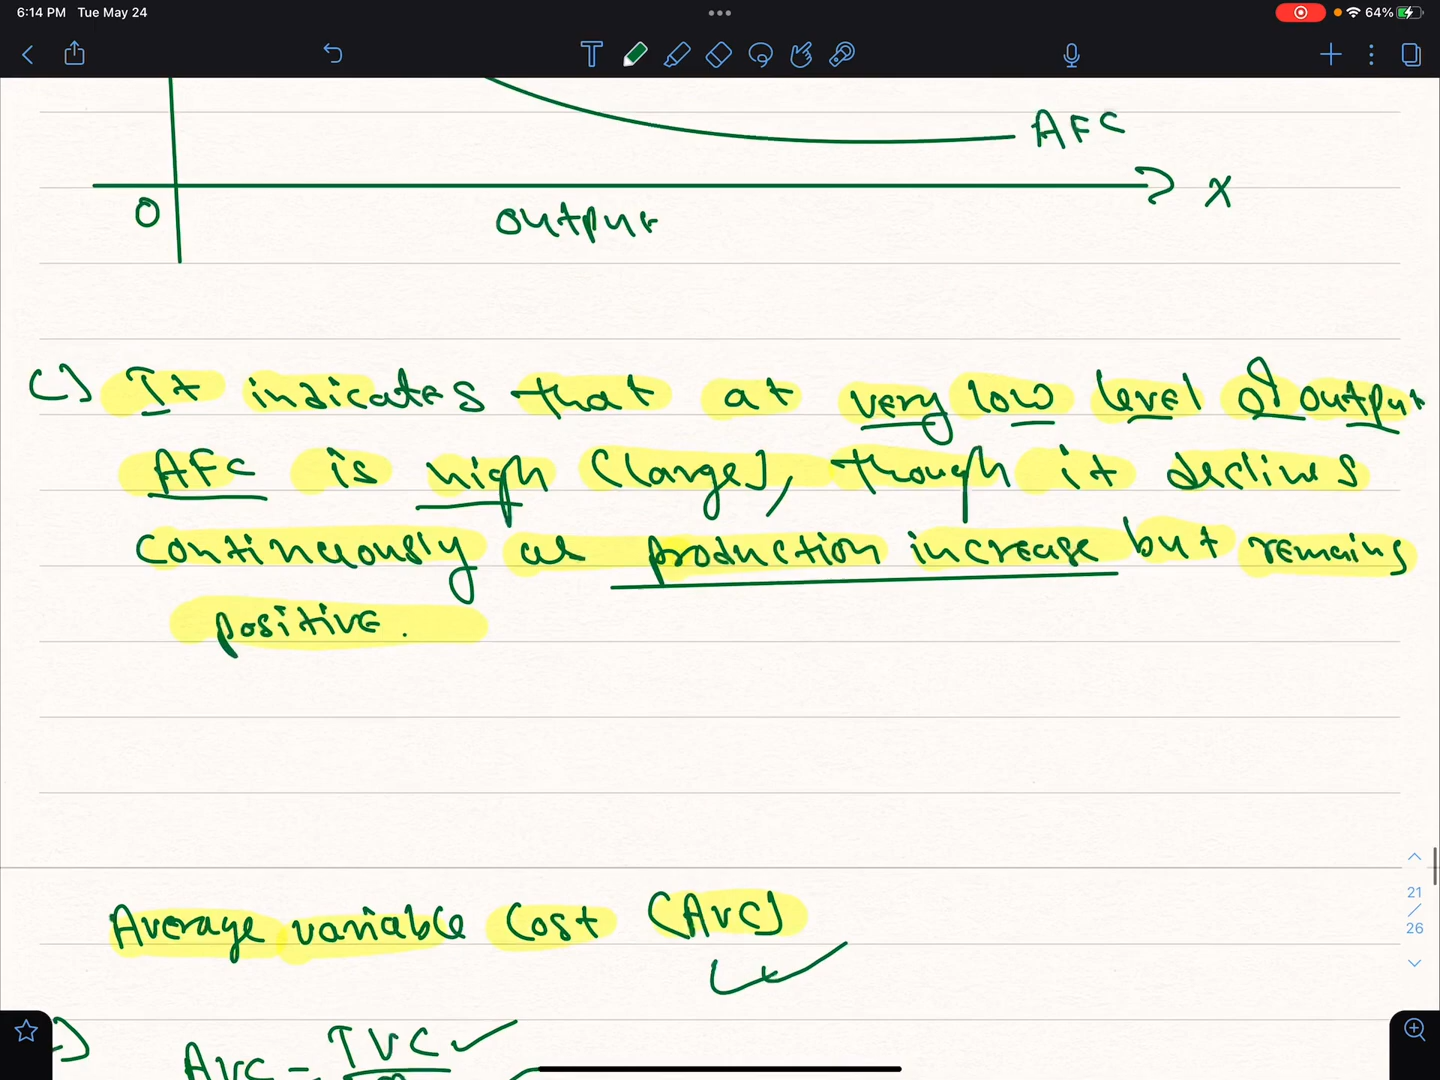 6:14 PM Tue May 24
64%
AFC
X
0
output
C) It indicates that at very low level of output
AFC is high (large), though it declines
continuously as production increase but remains
positive.
21
/
26
Average variable Cost (AVC)
AVC = TVC